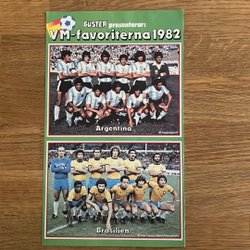 BUSTER presenterar:
VM-favoriterna 1982
Argentina
Brasilien